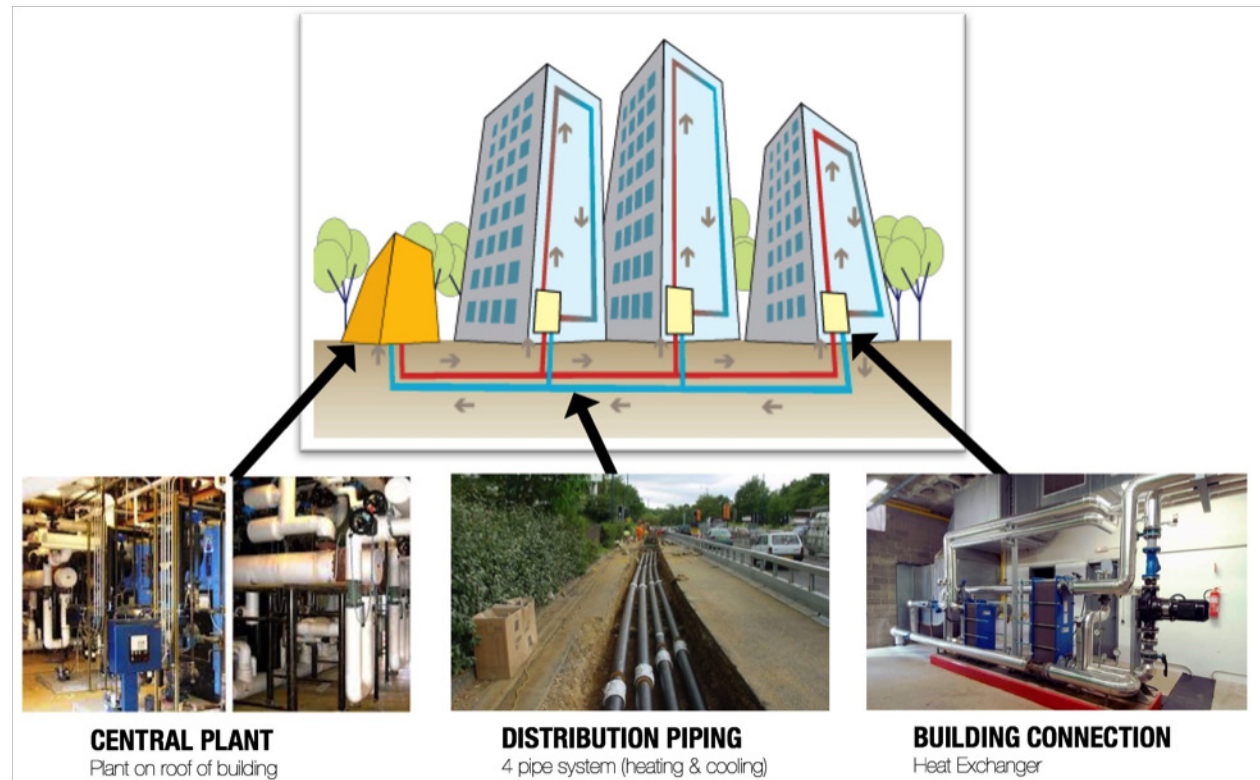 CENTRAL PLANT
Plant on roof of building
DISTRIBUTION PIPING
4 pipe system (heating & cooling)
BUILDING CONNECTION
Heat Exchanger